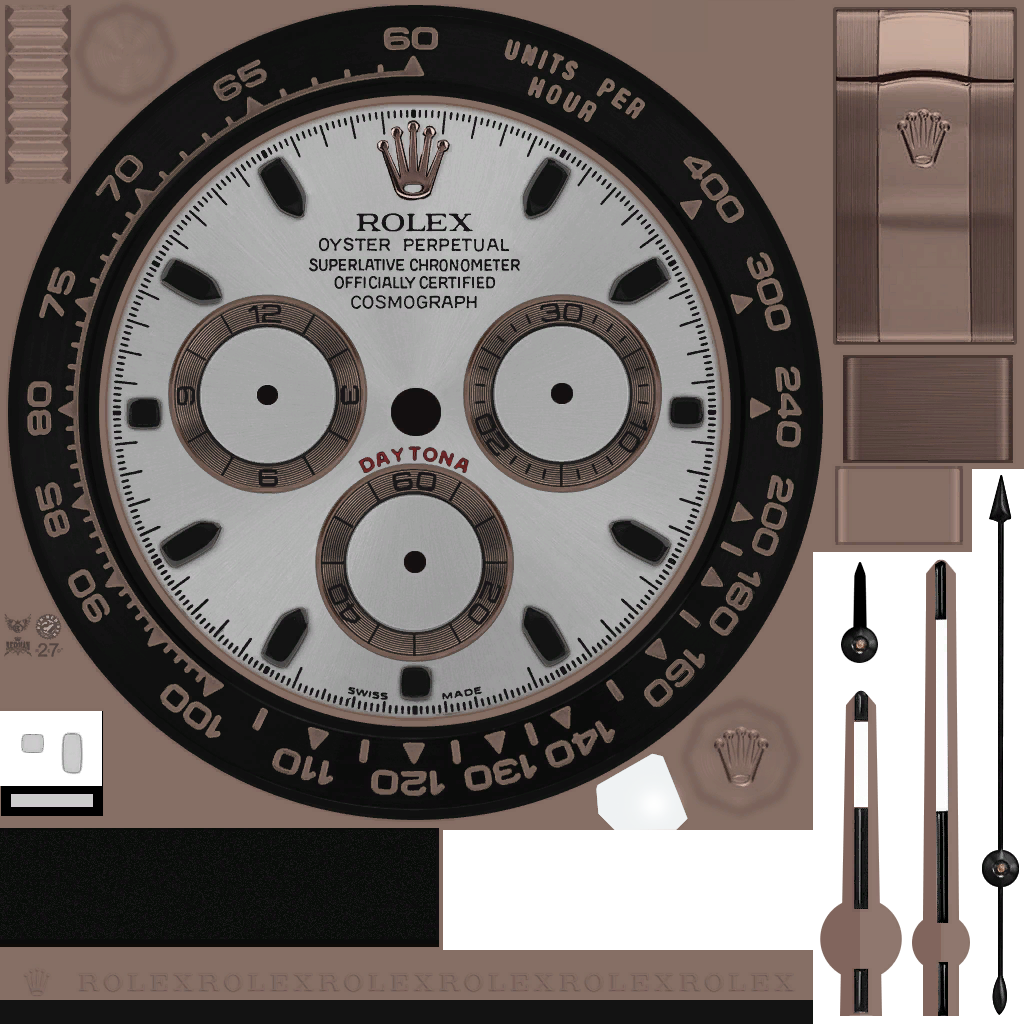 UNITS PER
HOUR
60
65
70
75
80
85
90
100
110
120
130
140
160
180
200
240
300
400
ROLEX
OYSTER PERPETUAL
SUPERLATIVE CHRONOMETER
OFFICIALLY CERTIFIED
COSMOGRAPH
12
3
6
9
30
10
20
DAYTONA
60
20
40
SWISS MADE
27
ROLEXROLEXROLEXROLEXROLEXROLEX